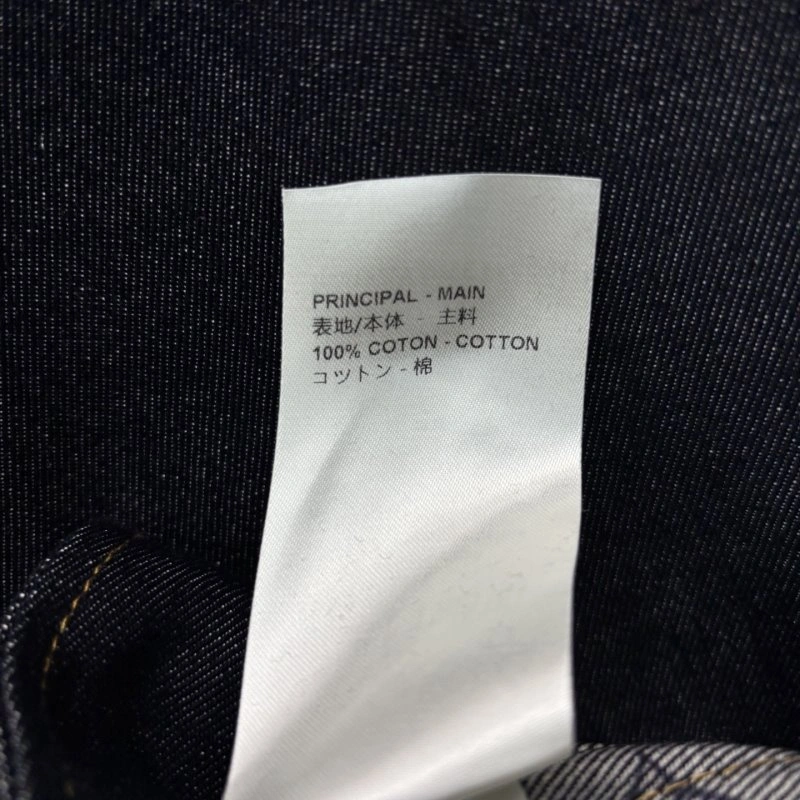 PRINCIPAL - MAIN
表地/本体 - 主料
100% COTON - COTTON
コットン - 棉